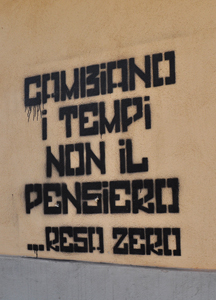 CAMBiANO
i TEMPi
NON iL
PENSiERO
...RESA ZERO